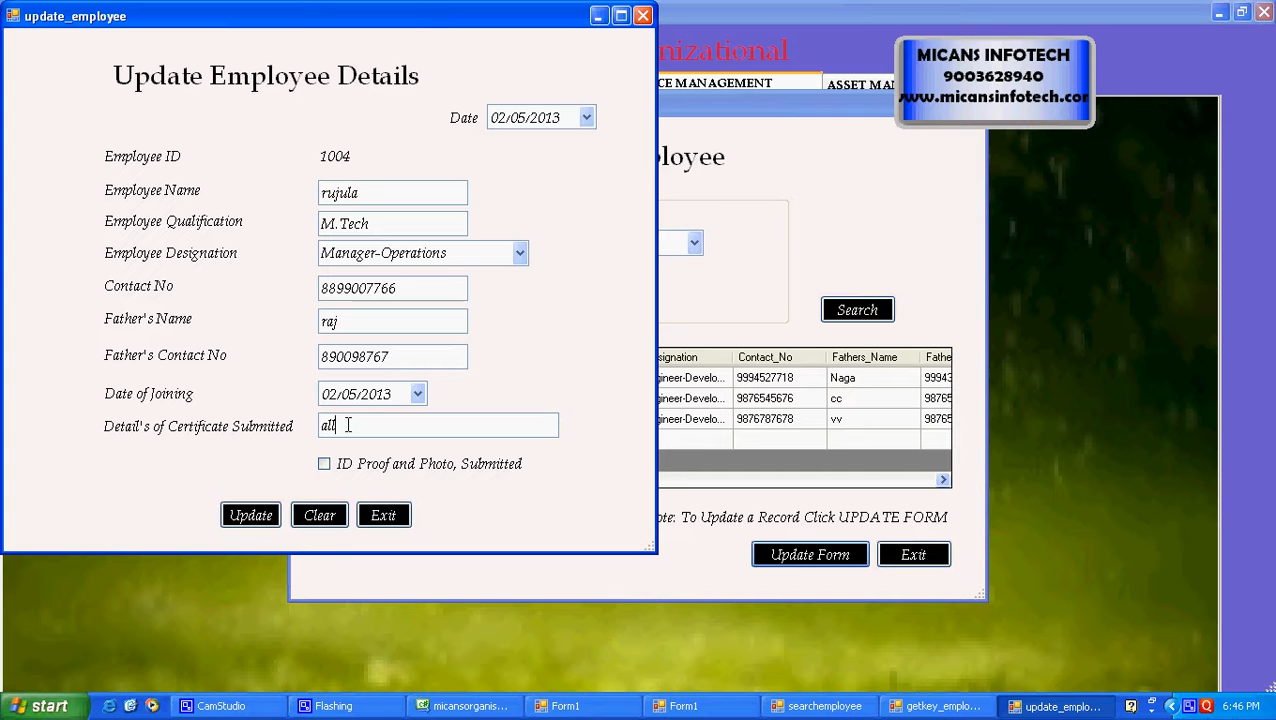 update_employee
nizational
MICANS INFOTECH
9003628940
www.micansinfotech.com
CE MANAGEMENT
ASSET MAN
Update Employee Details
Date 02/05/2013
Employee ID 1004
ployee
Employee Name rujula
Employee Qualification M.Tech
Employee Designation Manager-Operations
Contact No 8899007766
Father's Name raj
Search
Father's Contact No 890098767
signation Contact_No Fathers_Name Fathe
gineer-Develo... 9994527718 Naga 99943
gineer-Develo... 9876545676 cc 98765
gineer-Develo... 9876787678 vv 98765
Date of Joining 02/05/2013
Detail's of Certificate Submitted all
ID Proof and Photo, Submitted
Update Clear Exit
ote: To Update a Record Click UPDATE FORM
Update Form Exit
start CamStudio Flashing micansorganis... Form1 Form1 searchemployee getkey_emplo... update_emplo... 6:46 PM